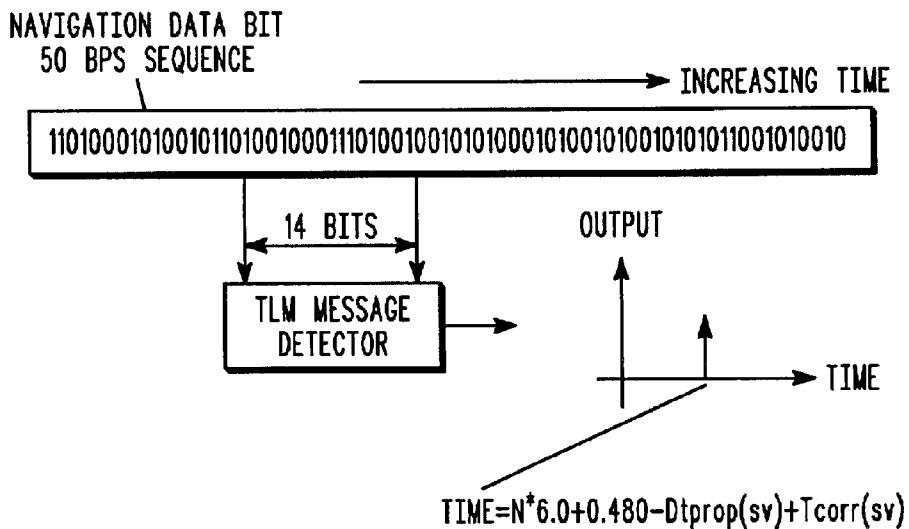 NAVIGATION DATA BIT
50 BPS SEQUENCE
INCREASING TIME
110100010100101101001000111010010010101000101001010010101011001010010
14 BITS
OUTPUT
TLM MESSAGE
DETECTOR
TIME
TIME=N*6.0+0.480-Dtprop(sv)+Tcorr(sv)